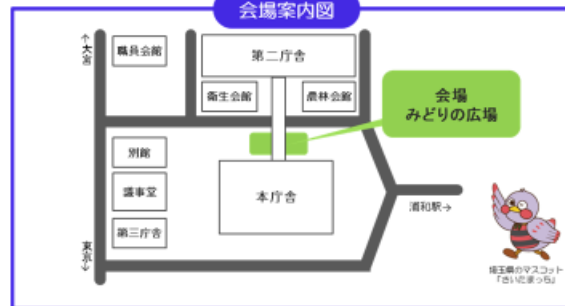 会場案内図
↑大宮
職員会館
第二庁舎
衛生会館
農林会館
会場
みどりの広場
別館
議事堂
本庁舎
第三庁舎
浦和駅→
東京↓
埼玉県のマスコット
「さいたまっち」